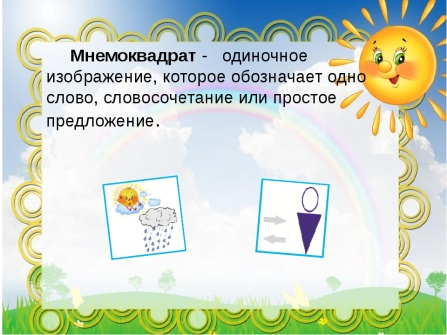 Мнемоквадрат - одиночное
изображение, которое обозначает одно
слово, словосочетание или простое
предложение.